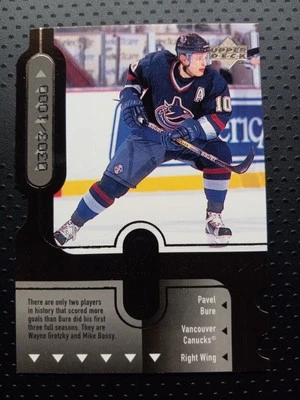 UPPER DECK
0303/1000
A
10
There are only two players
in history that scored more
goals than Bure did his first
three full seasons. They are
Wayne Gretzky and Mike Bossy.
Pavel
Bure
Vancouver
Canucks©
Right Wing